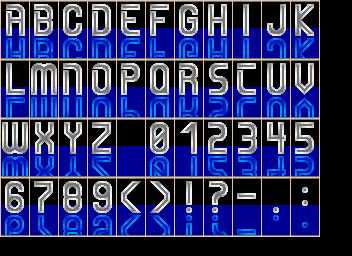 ABCDEFGHIJK
LMNOPQRSTUV
WXYZ 012345
6789<>!?-.: